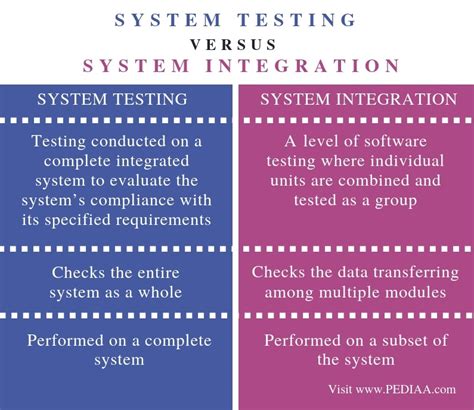 SYSTEM TESTING
VERSUS
SYSTEM INTEGRATION
SYSTEM TESTING
Testing conducted on a
complete integrated
system to evaluate the
system's compliance with
its specified requirements
Checks the entire
system as a whole
Performed on a complete
system
SYSTEM INTEGRATION
A level of software
testing where individual
units are combined and
tested as a group
Checks the data transferring
among multiple modules
Performed on a subset of
the system
Visit www.PEDIAA.com